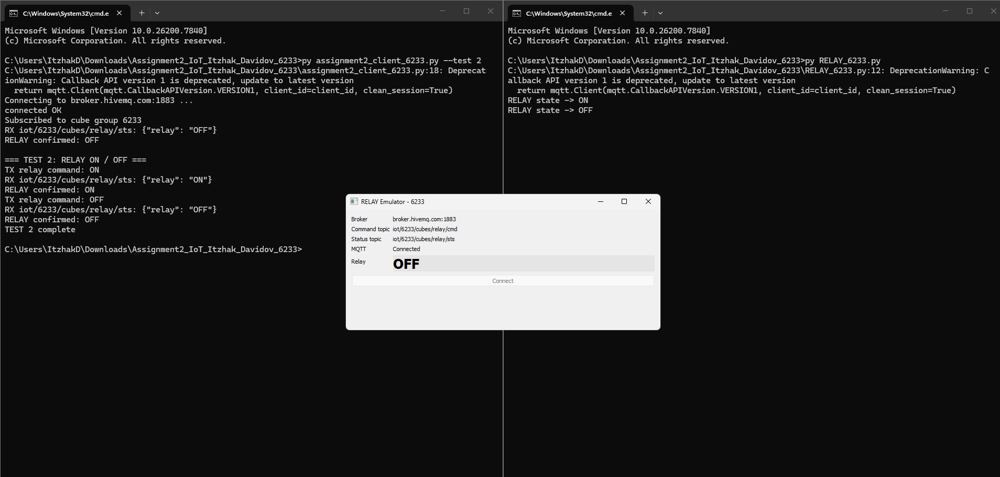 C:\Windows\System32\cmd.e
Microsoft Windows [Version 10.0.26200.7840]
(c) Microsoft Corporation. All rights reserved.
C:\Users\ItzhakD\Downloads\Assignment2_IoT_Itzhak_Davidov_6233>py assignment2_client_6233.py --test 2
C:\Users\ItzhakD\Downloads\Assignment2_IoT_Itzhak_Davidov_6233\assignment2_client_6233.py:18: Deprecat
ionWarning: Callback API version 1 is deprecated, update to latest version
  return mqtt.Client(mqtt.CallbackAPIVersion.VERSION1, client_id=client_id, clean_session=True)
Connecting to broker.hivemq.com:1883 ...
connected OK
Subscribed to cube group 6233
RX iot/6233/cubes/relay/sts: {"relay": "OFF"}
RELAY confirmed: OFF
=== TEST 2: RELAY ON / OFF ===
TX relay command: ON
RX iot/6233/cubes/relay/sts: {"relay": "ON"}
RELAY confirmed: ON
TX relay command: OFF
RX iot/6233/cubes/relay/sts: {"relay": "OFF"}
RELAY confirmed: OFF
TEST 2 complete
C:\Users\ItzhakD\Downloads\Assignment2_IoT_Itzhak_Davidov_6233>
C:\Windows\System32\cmd.e
Microsoft Windows [Version 10.0.26200.7840]
(c) Microsoft Corporation. All rights reserved.
C:\Users\ItzhakD\Downloads\Assignment2_IoT_Itzhak_Davidov_6233>py RELAY_6233.py
C:\Users\ItzhakD\Downloads\Assignment2_IoT_Itzhak_Davidov_6233\RELAY_6233.py:12: DeprecationWarning: C
allback API version 1 is deprecated, update to latest version
  return mqtt.Client(mqtt.CallbackAPIVersion.VERSION1, client_id=client_id, clean_session=True)
RELAY state -> ON
RELAY state -> OFF
RELAY Emulator - 6233
Broker broker.hivemq.com:1883
Command topic iot/6233/cubes/relay/cmd
Status topic iot/6233/cubes/relay/sts
MQTT Connected
Relay OFF
Connect